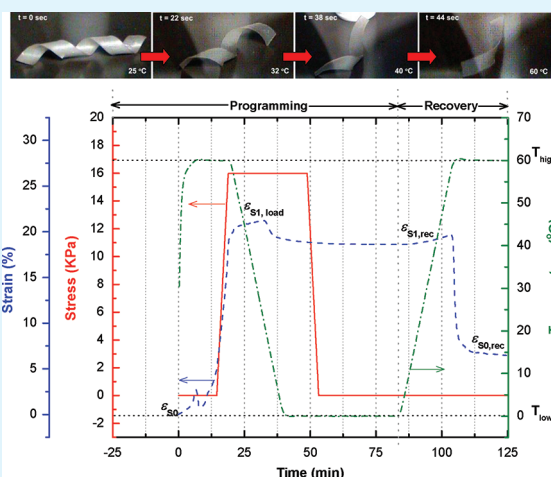 t = 0 sec
t = 22 sec
t = 38 sec
t = 44 sec
25 °C
32 °C
40 °C
60 °C
Programming
Recovery
Strain (%)
30
25
20
15
10
5
0
Stress (KPa)
20
18
16
14
12
10
8
6
4
2
0
-2
εS0
εS1, load
εS1,rec
εS0,rec
70
60
50
40
30
20
10
0
Thigh
Tlow
-25
0
25
50
75
100
125
Time (min)